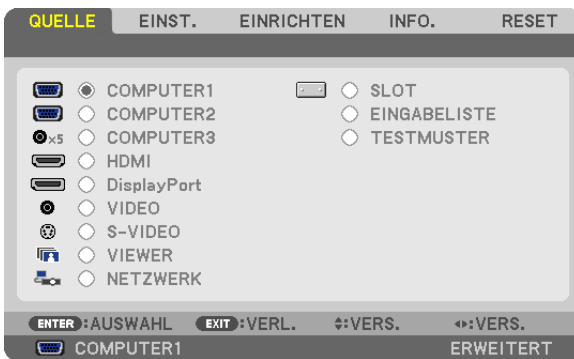 QUELLE EINST. EINRICHTEN INFO. RESET
COMPUTER1 SLOT
COMPUTER2 EINGABELISTE
×5 COMPUTER3 TESTMUSTER
HDMI
DisplayPort
VIDEO
S-VIDEO
VIEWER
NETZWERK
ENTER :AUSWAHL EXIT :VERL. :VERS. :VERS.
COMPUTER1 ERWEITERT